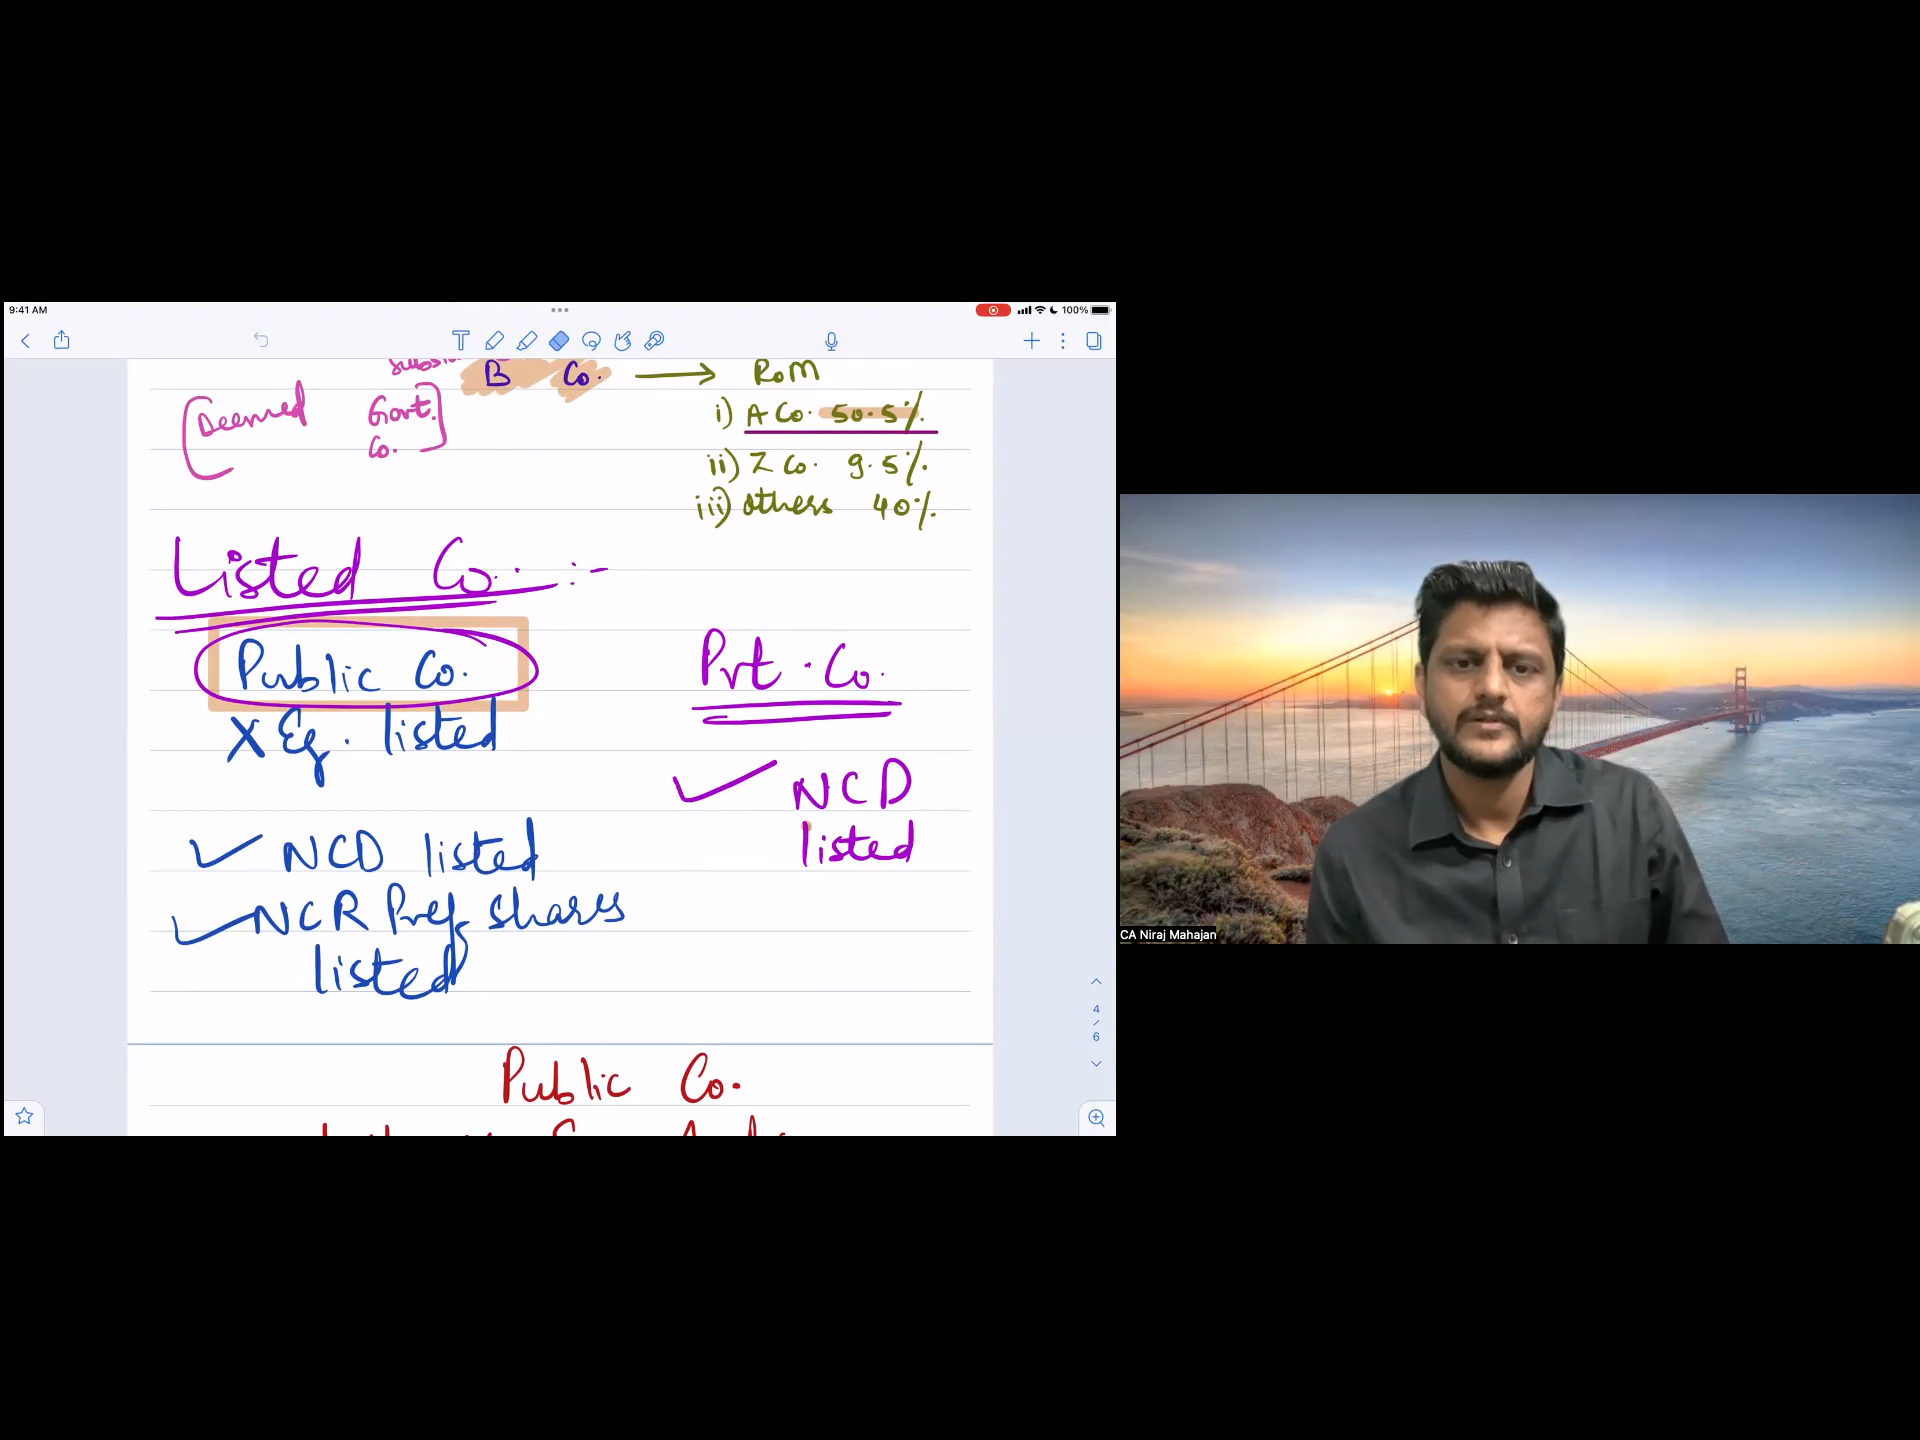 9:41 AM
100%
B Co. → RoM
[Deemed Govt. Co.]
i) A Co. 50.5%
ii) Z Co. 9.5%
iii) others 40%
Listed Co. :-
Public Co.
X Eq. listed
✓ NCD listed
✓ NCR Pref shares
listed
Prt. Co.
✓ NCD
listed
4
/
6
Public Co.
CA Niraj Mahajan